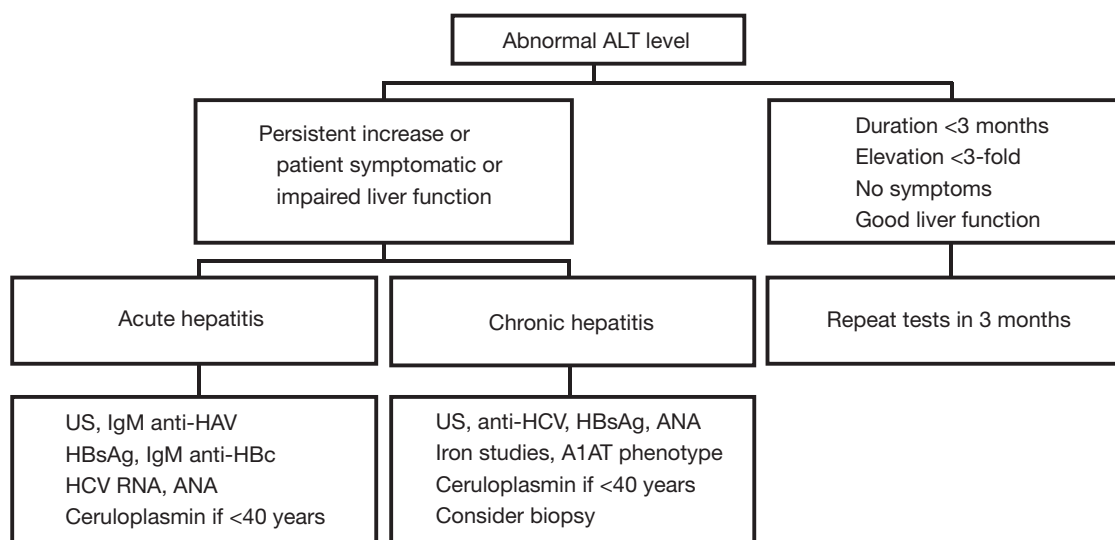 Abnormal ALT level
Persistent increase or
patient symptomatic or
impaired liver function
Duration <3 months
Elevation <3-fold
No symptoms
Good liver function
Acute hepatitis
Chronic hepatitis
Repeat tests in 3 months
US, IgM anti-HAV
HBsAg, IgM anti-HBc
HCV RNA, ANA
Ceruloplasmin if <40 years
US, anti-HCV, HBsAg, ANA
Iron studies, A1AT phenotype
Ceruloplasmin if <40 years
Consider biopsy